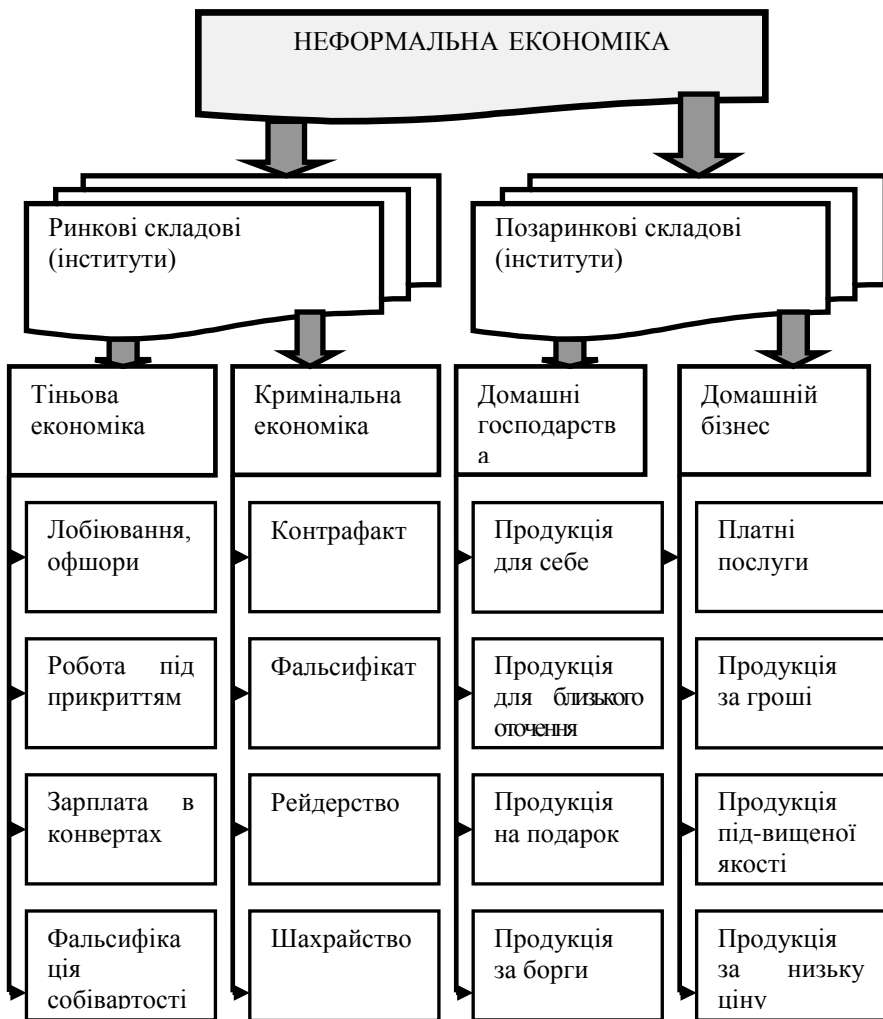 НЕФОРМАЛЬНА ЕКОНОМІКА
Ринкові складові
(інститути)
Позаринкові складові
(інститути)
Тіньова
економіка
Кримінальна
економіка
Домашні
господарств
а
Домашній
бізнес
Лобіювання,
офшори
Контрафакт
Продукція
для себе
Платні
послуги
Робота під
прикриттям
Фальсифікат
Продукція
для близького
оточення
Продукція
за гроші
Зарплата в
конвертах
Рейдерство
Продукція
на подарок
Продукція
під-вищеної
якості
Фальсифіка
ція
собівартості
Шахрайство
Продукція
за борги
Продукція
за низьку
ціну